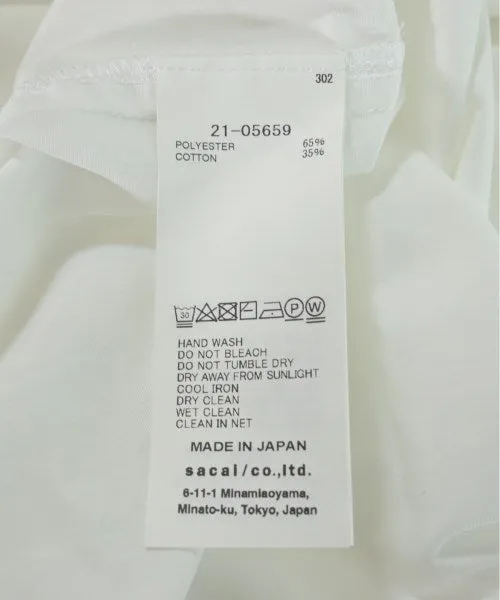 302
21-05659
POLYESTER 65%
COTTON 35%
30
P W
HAND WASH
DO NOT BLEACH
DO NOT TUMBLE DRY
DRY AWAY FROM SUNLIGHT
COOL IRON
DRY CLEAN
WET CLEAN
CLEAN IN NET
MADE IN JAPAN
sacai/co.,ltd.
6-11-1 Minamiaoyama,
Minato-ku, Tokyo, Japan